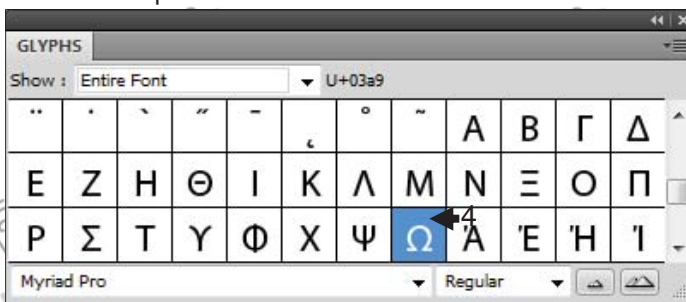 GLYPHS
Show : Entire Font U+03a9
¨ ˙ ` ˝ ¯ ˛ ˚ ˜ Α Β Γ Δ
Ε Ζ Η Θ Ι Κ Λ Μ Ν Ξ Ο Π
Ρ Σ Τ Υ Φ Χ Ψ Ω Ά Έ Ή Ί
4
Myriad Pro Regular